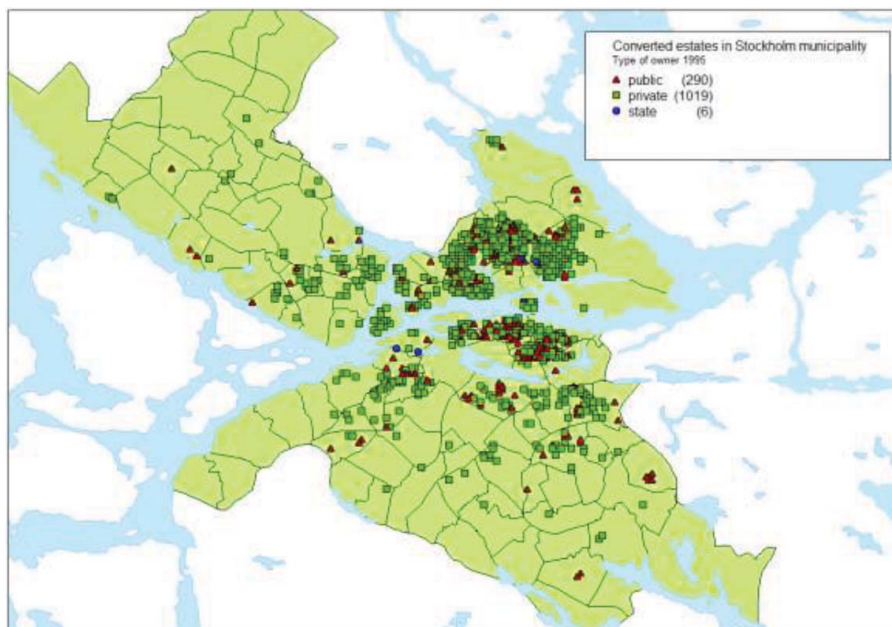 Converted estates in Stockholm municipality
Type of owner 1995
public (290)
private (1019)
state (6)